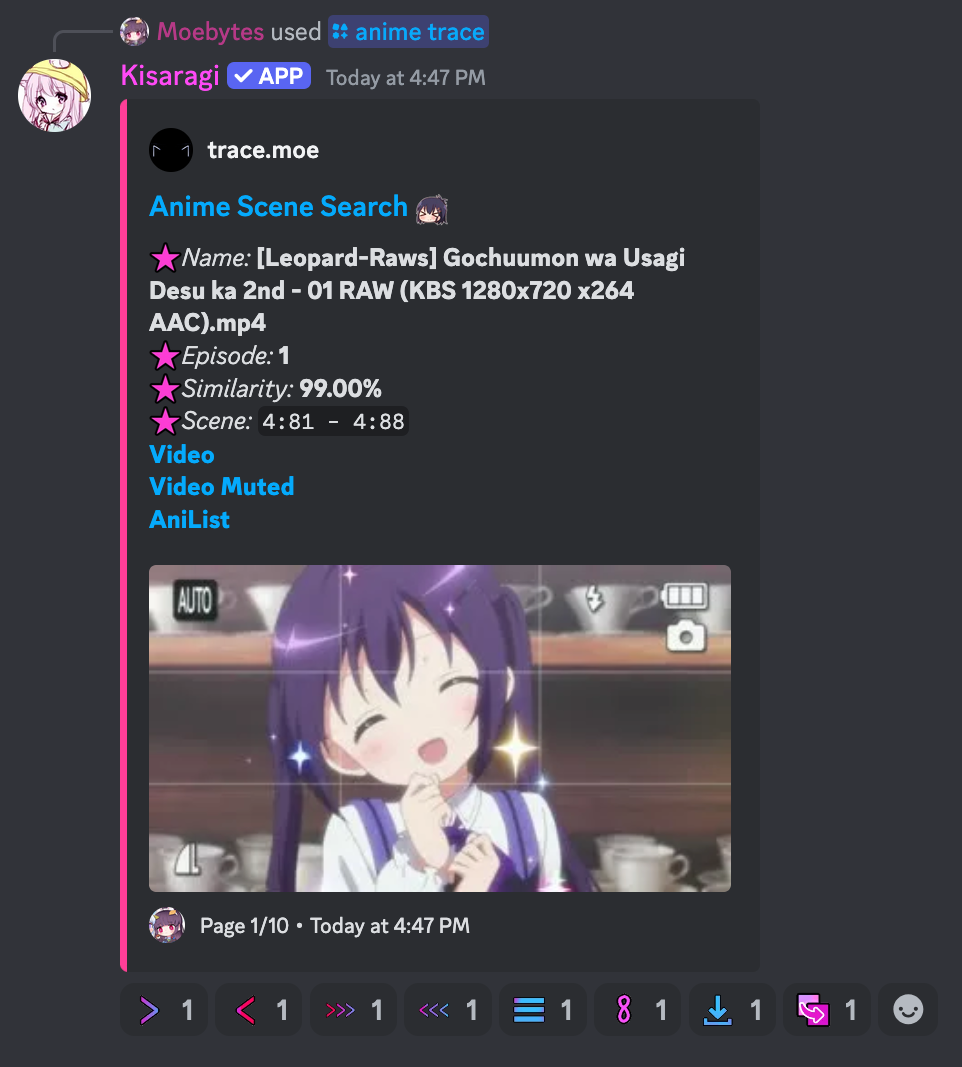 Moebytes used anime trace
Kisaragi APP Today at 4:47 PM
trace.moe
Anime Scene Search
Name: [Leopard-Raws] Gochuumon wa Usagi
Desu ka 2nd - 01 RAW (KBS 1280x720 x264
AAC).mp4
Episode: 1
Similarity: 99.00%
Scene: 4:81 - 4:88
Video
Video Muted
AniList
AUTO
Page 1/10 • Today at 4:47 PM
1 1 1 1 1 1 1 1